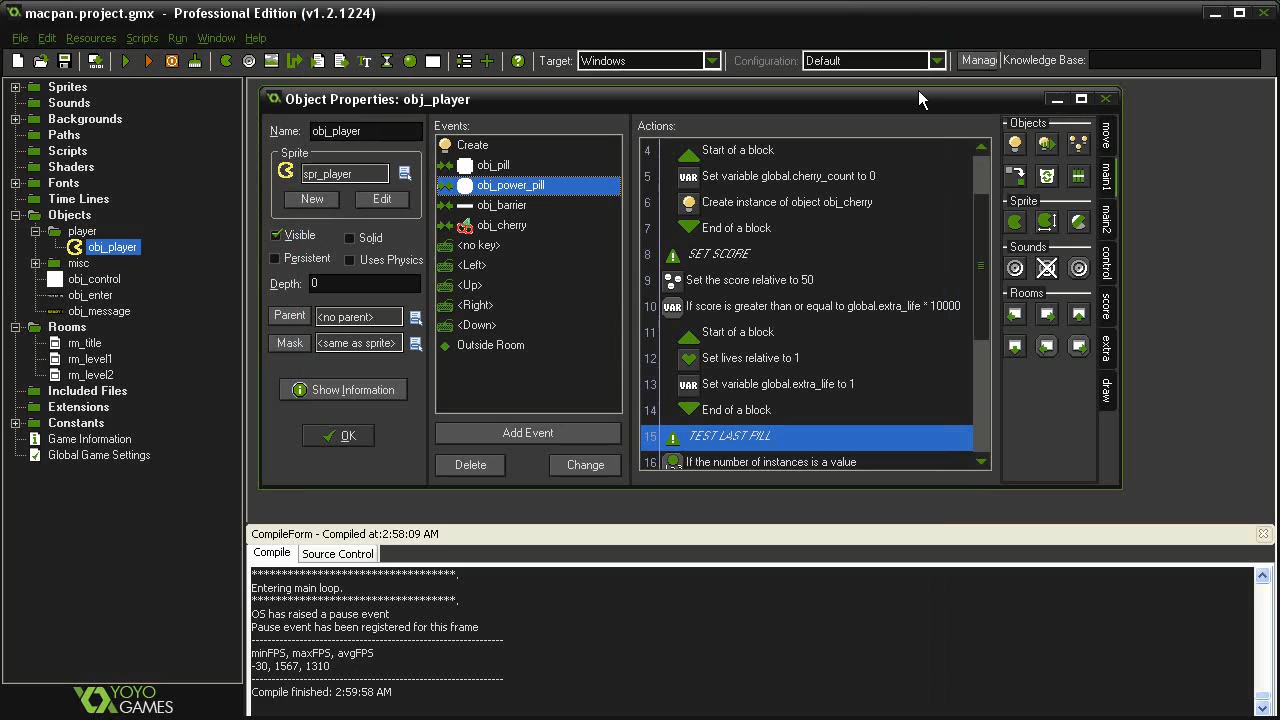 macpan.project.gmx - Professional Edition (v1.2.1224)
File Edit Resources Scripts Run Window Help
Target: Windows Configuration: Default Manag Knowledge Base:
Sprites
Sounds
Backgrounds
Paths
Scripts
Shaders
Fonts
Time Lines
Objects
player
obj_player
misc
obj_control
obj_enter
obj_message
Rooms
rm_title
rm_level1
rm_level2
Included Files
Extensions
Constants
Game Information
Global Game Settings
YOYO
GAMES
Object Properties: obj_player
Name: obj_player
Sprite
spr_player
New Edit
Visible Solid
Persistent Uses Physics
Depth: 0
Parent <no parent>
Mask <same as sprite>
Show Information
OK
Events:
Create
obj_pill
obj_power_pill
obj_barrier
obj_cherry
<no key>
<Left>
<Up>
<Right>
<Down>
Outside Room
Add Event
Delete Change
Actions:
4 Start of a block
5 VAR Set variable global.cherry_count to 0
6 Create instance of object obj_cherry
7 End of a block
8 SET SCORE
9 Set the score relative to 50
10 VAR If score is greater than or equal to global.extra_life * 10000
11 Start of a block
12 Set lives relative to 1
13 VAR Set variable global.extra_life to 1
14 End of a block
15 TEST LAST PILL
16 If the number of instances is a value
Objects
Sprite
Sounds
Rooms
move
main1
main2
control
score
extra
draw
CompileForm - Compiled at:2:58:09 AM
Compile Source Control
**********************************.
Entering main loop.
**********************************.
OS has raised a pause event
Pause event has been registered for this frame
------------------------------------------------------------
minFPS, maxFPS, avgFPS
-30, 1567, 1310
------------------------------------------------------------
Compile finished: 2:59:58 AM